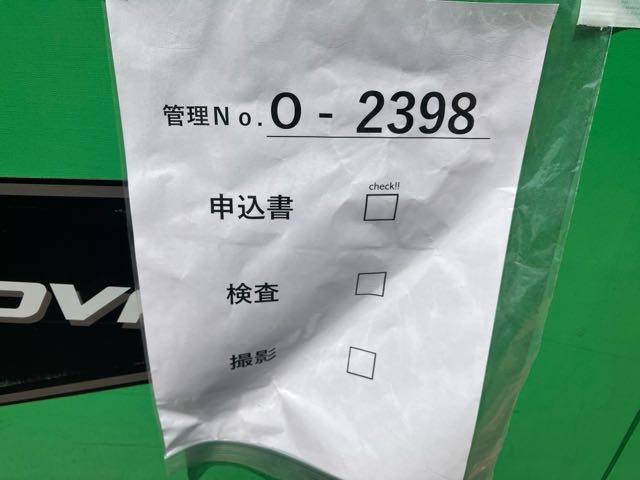 管理No. O - 2398
check!!
申込書 □
検査 □
撮影 □